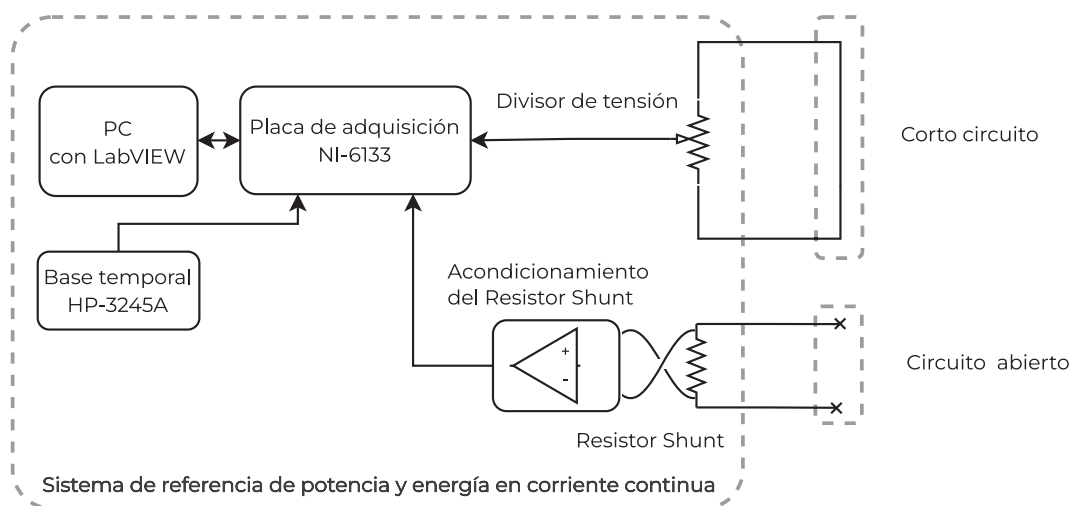 Divisor de tensión
PC
con LabVIEW
Placa de adquisición
NI-6133
Corto circuito
Base temporal
HP-3245A
Acondicionamiento
del Resistor Shunt
+
-
Circuito abierto
Resistor Shunt
Sistema de referencia de potencia y energía en corriente continua